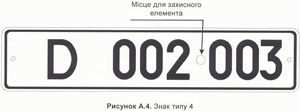 Місце для захисного
елемента
D 002 003
Рисунок А.4. Знак типу 4